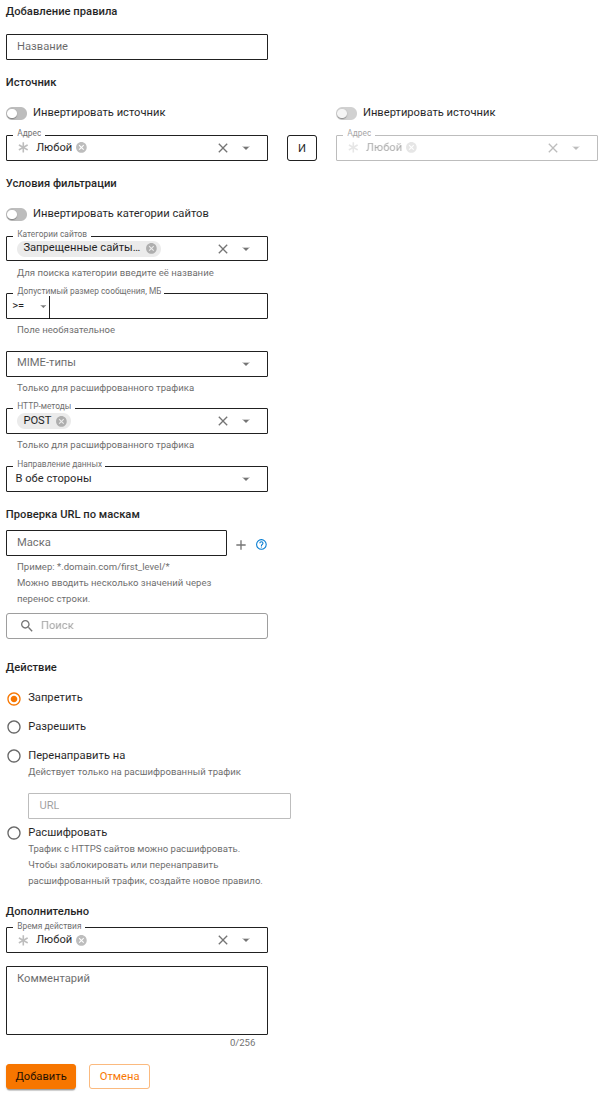 Добавление правила
Название
Источник
Инвертировать источник
Инвертировать источник
Адрес
Любой
И
Адрес
Любой
Условия фильтрации
Инвертировать категории сайтов
Категории сайтов
Запрещенные сайты...
Для поиска категории введите её название
Допустимый размер сообщения, МБ
>=
Поле необязательное
MIME-типы
Только для расшифрованного трафика
HTTP-методы
POST
Только для расшифрованного трафика
Направление данных
В обе стороны
Проверка URL по маскам
Маска
Пример: *.domain.com/first_level/*
Можно вводить несколько значений через
перенос строки.
Поиск
Действие
Запретить
Разрешить
Перенаправить на
Действует только на расшифрованный трафик
URL
Расшифровать
Трафик с HTTPS сайтов можно расшифровать.
Чтобы заблокировать или перенаправить
расшифрованный трафик, создайте новое правило.
Дополнительно
Время действия
Любой
Комментарий
0/256
Добавить
Отмена